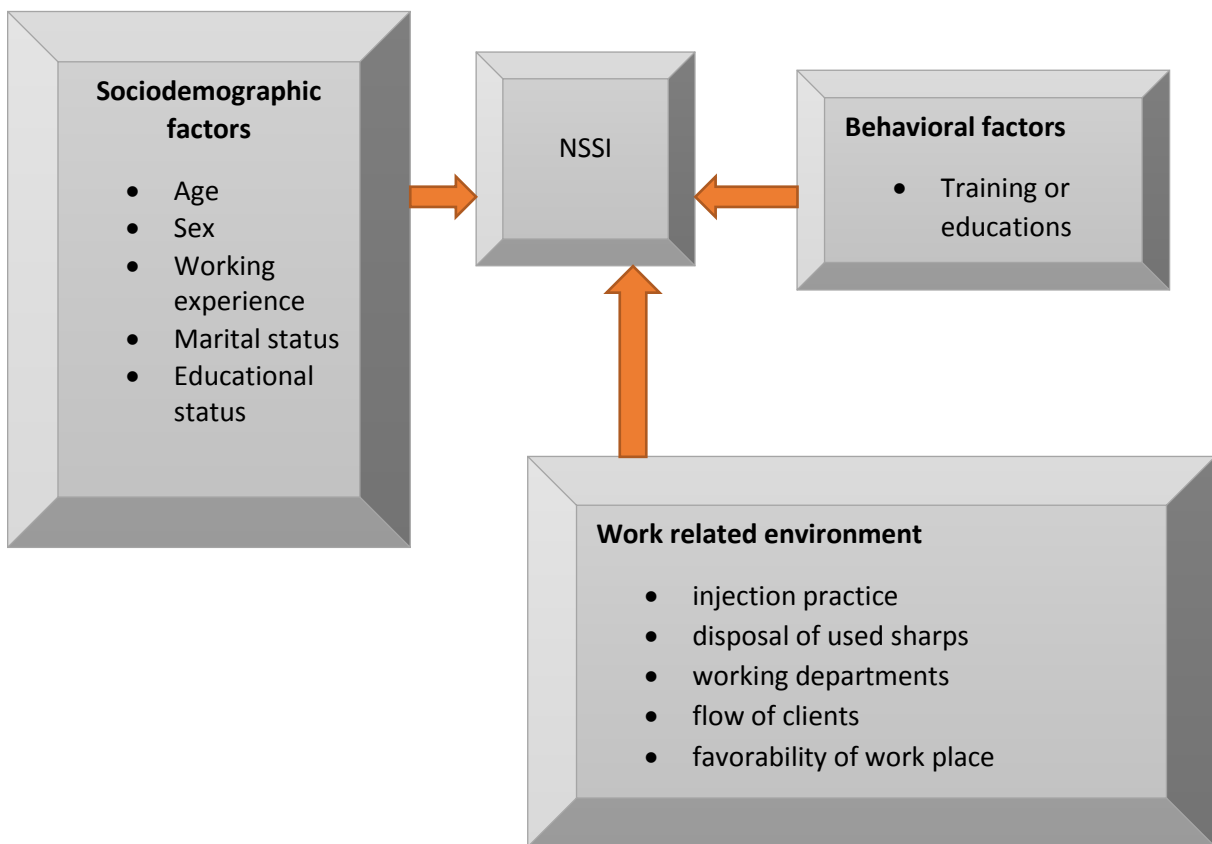 Sociodemographic
factors
• Age
• Sex
• Working
experience
• Marital status
• Educational
status
NSSI
Behavioral factors
• Training or
educations
Work related environment
• injection practice
• disposal of used sharps
• working departments
• flow of clients
• favorability of work place